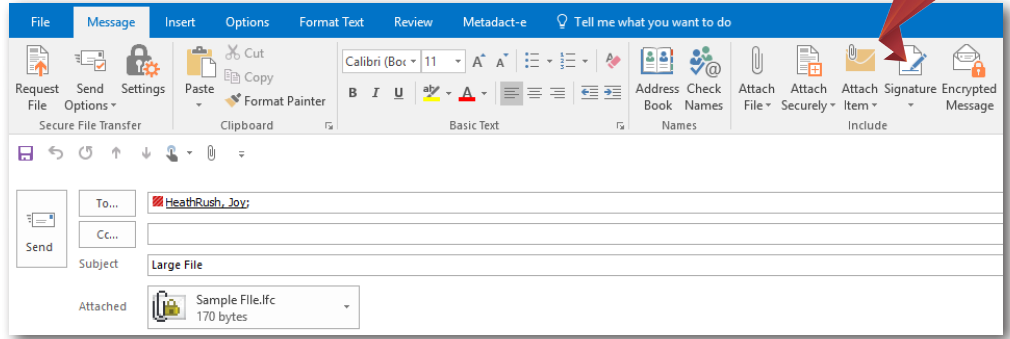 File Message Insert Options Format Text Review Metadact-e Tell me what you want to do
Cut
Copy
Format Painter
Calibri (Boc 11 A A
B I U aby A
Request File
Send Options
Settings
Paste
Address Book
Check Names
Attach File
Attach Securely
Attach Item
Signature
Encrypted Message
Secure File Transfer Clipboard Basic Text Names Include
To... HeathRush, Joy;
Send
Cc...
Subject Large File
Attached Sample FIle.lfc
170 bytes